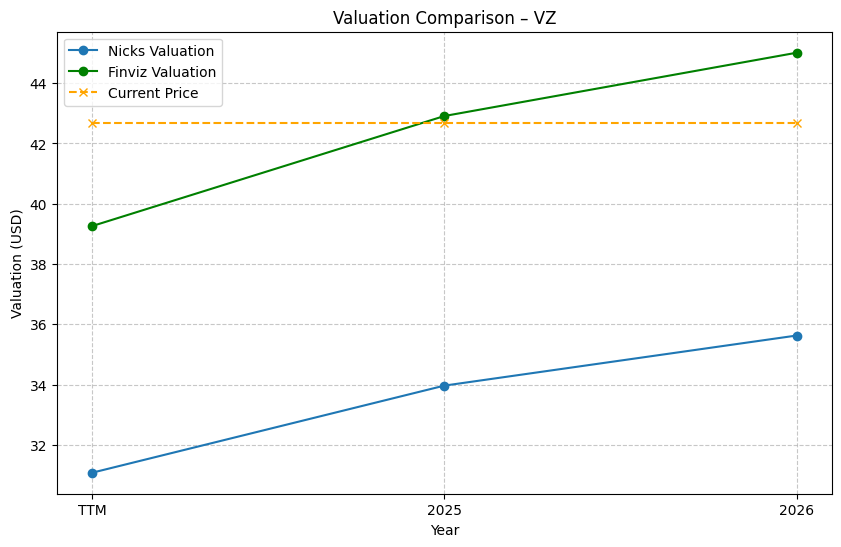 Valuation Comparison – VZ
Nicks Valuation
Finviz Valuation
Current Price
Valuation (USD)
44
42
40
38
36
34
32
TTM
2025
2026
Year